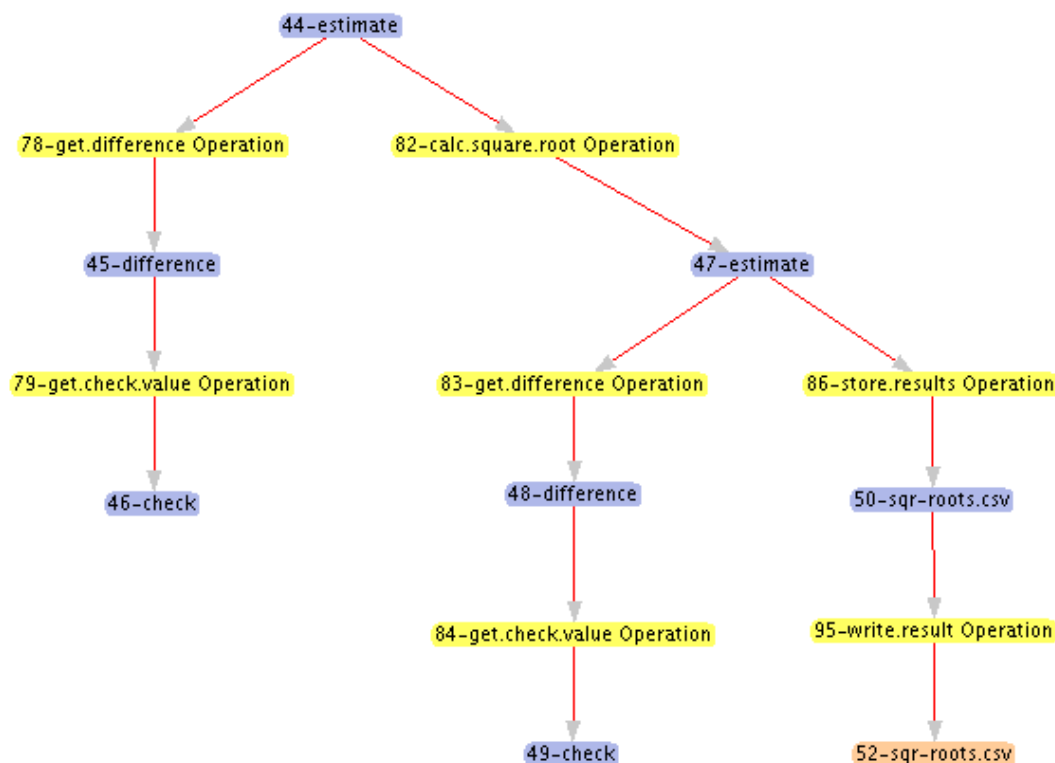 44-estimate
78-get.difference Operation
82-calc.square.root Operation
45-difference
47-estimate
79-get.check.value Operation
83-get.difference Operation
86-store.results Operation
46-check
48-difference
50-sqr-roots.csv
84-get.check.value Operation
95-write.result Operation
49-check
52-sqr-roots.csv